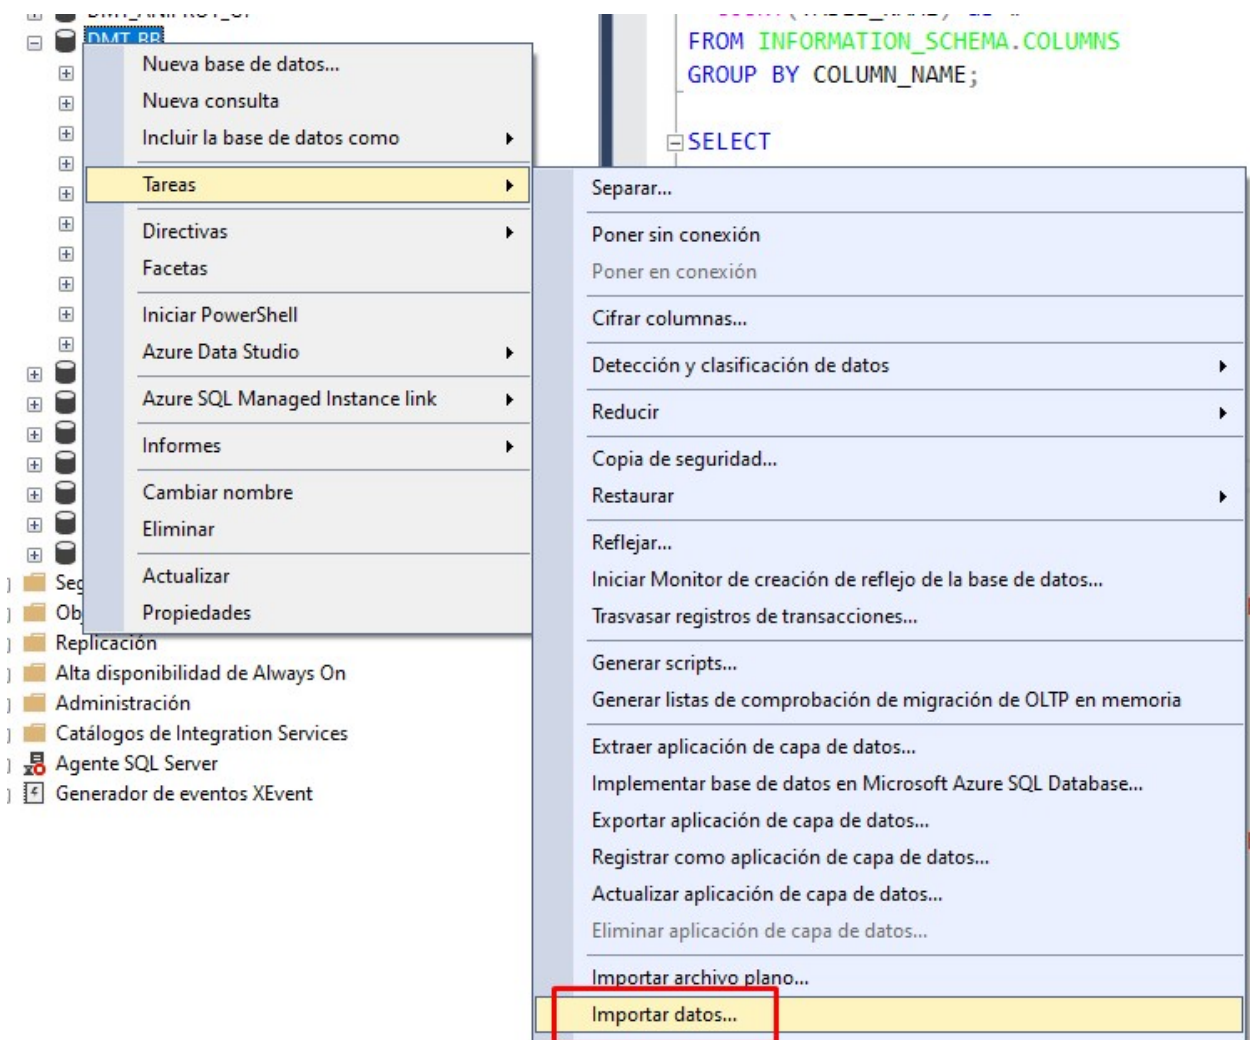 DMT_BB
FROM INFORMATION_SCHEMA.COLUMNS
GROUP BY COLUMN_NAME;
SELECT
Nueva base de datos...
Nueva consulta
Incluir la base de datos como
Tareas
Directivas
Facetas
Iniciar PowerShell
Azure Data Studio
Azure SQL Managed Instance link
Informes
Cambiar nombre
Eliminar
Actualizar
Propiedades
Separar...
Poner sin conexión
Poner en conexión
Cifrar columnas...
Detección y clasificación de datos
Reducir
Copia de seguridad...
Restaurar
Reflejar...
Iniciar Monitor de creación de reflejo de la base de datos...
Trasvasar registros de transacciones...
Generar scripts...
Generar listas de comprobación de migración de OLTP en memoria
Extraer aplicación de capa de datos...
Implementar base de datos en Microsoft Azure SQL Database...
Exportar aplicación de capa de datos...
Registrar como aplicación de capa de datos...
Actualizar aplicación de capa de datos...
Eliminar aplicación de capa de datos...
Importar archivo plano...
Importar datos...
Seg
Ob
Replicación
Alta disponibilidad de Always On
Administración
Catálogos de Integration Services
Agente SQL Server
Generador de eventos XEvent